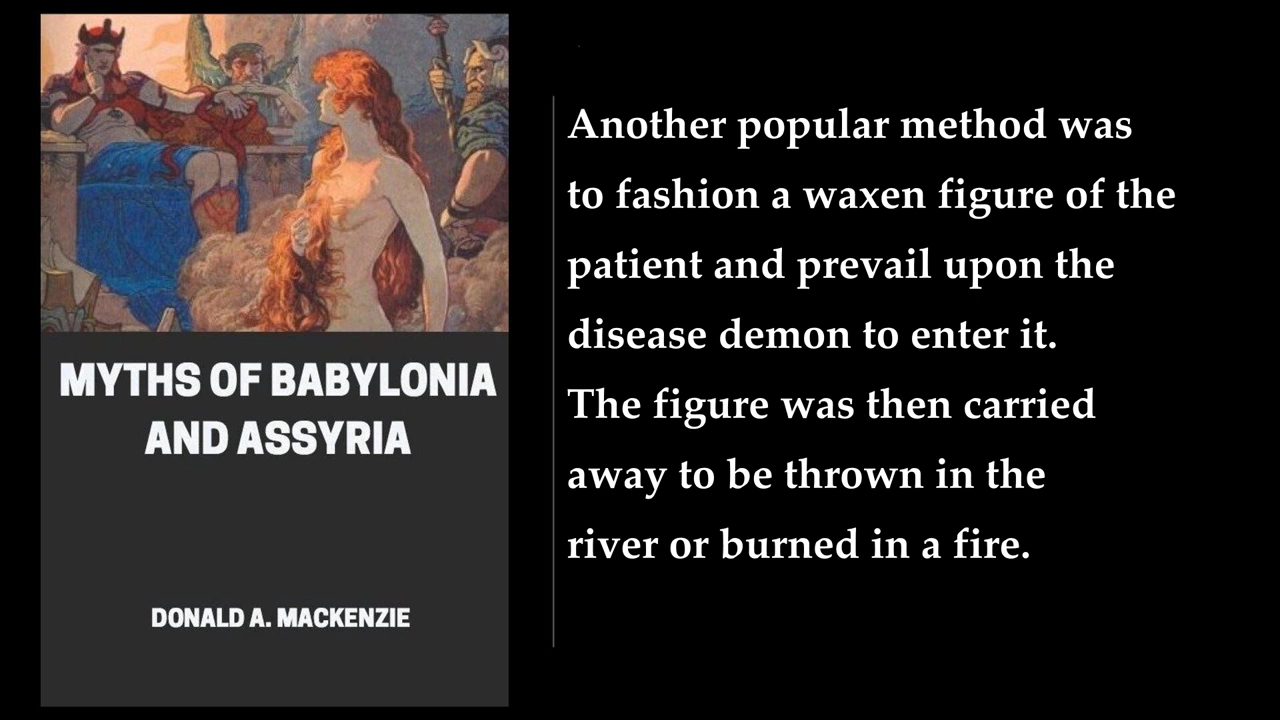 MYTHS OF BABYLONIA
AND ASSYRIA
DONALD A. MACKENZIE
Another popular method was
to fashion a waxen figure of the
patient and prevail upon the
disease demon to enter it.
The figure was then carried
away to be thrown in the
river or burned in a fire.